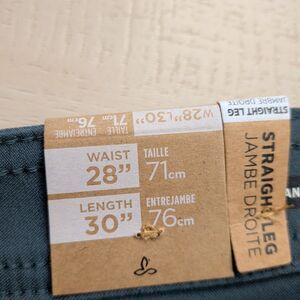 W28" L30"
TAILLE
71cm
ENTREJAMBE
76cm
STRAIGHT LEG
JAMBE DROITE
WAIST
28"
TAILLE
71cm
LENGTH
30"
ENTREJAMBE
76cm
STRAIGHT LEG
JAMBE DROITE
AN